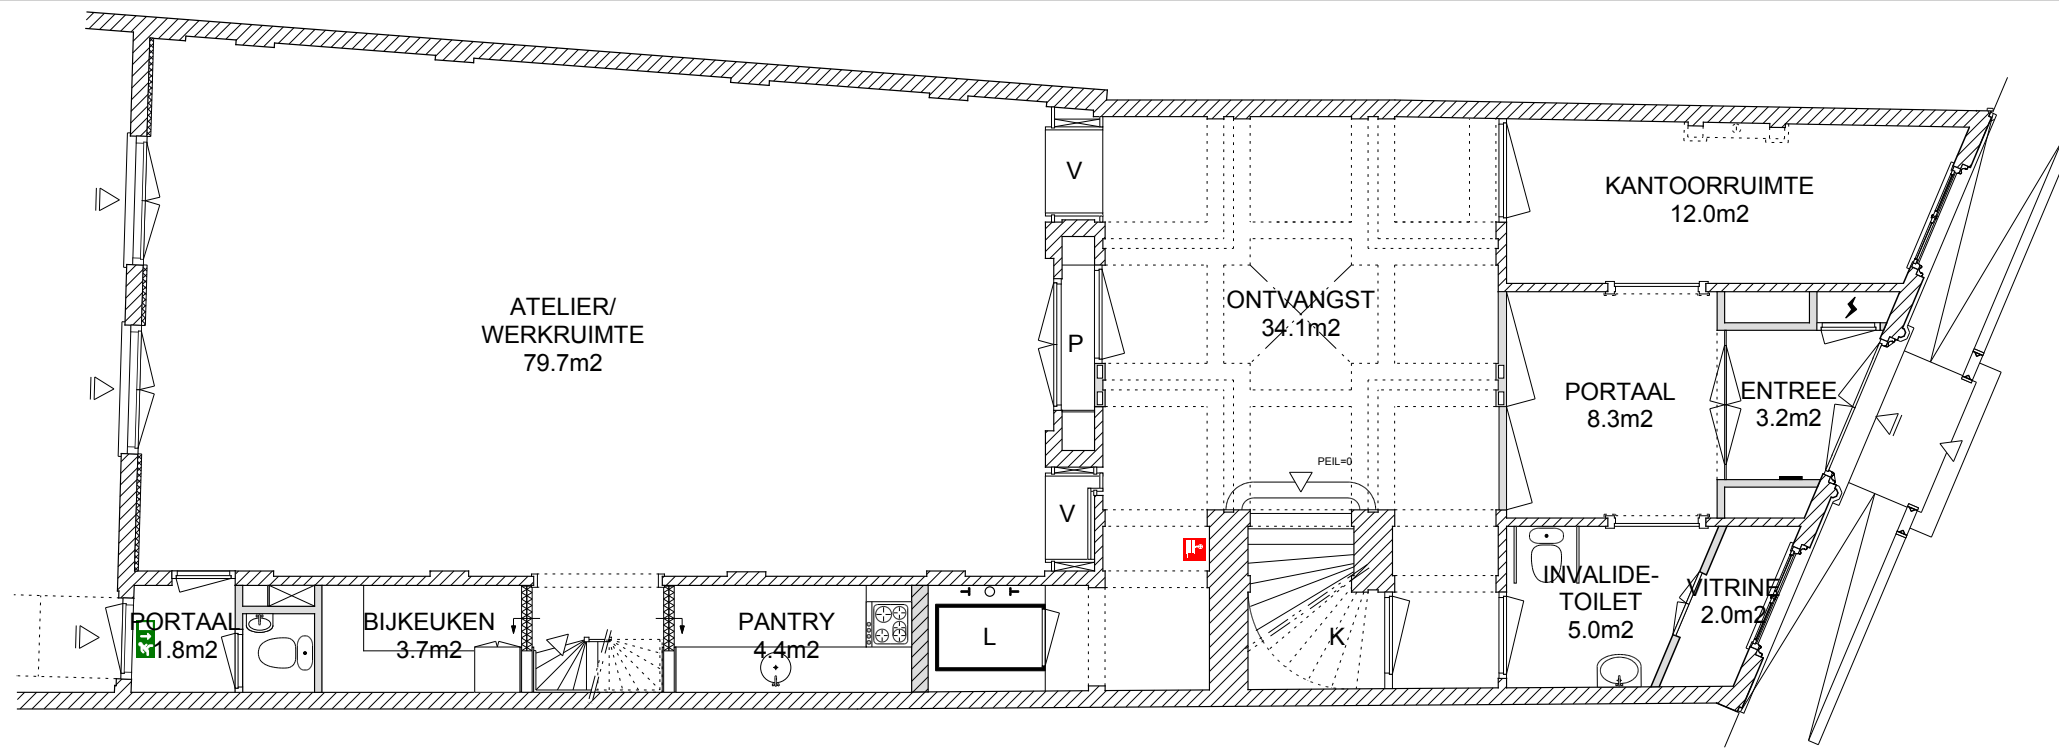 V
KANTOORRUIMTE
12.0m2
ATELIER/
WERKRUIMTE
79.7m2
ONTVANGST
34.1m2
P
PORTAAL
8.3m2
ENTREE
3.2m2
PEIL=0
V
PORTAAL
1.8m2
BIJKEUKEN
3.7m2
PANTRY
4.4m2
L
K
INVALIDE-
TOILET
5.0m2
VITRINE
2.0m2